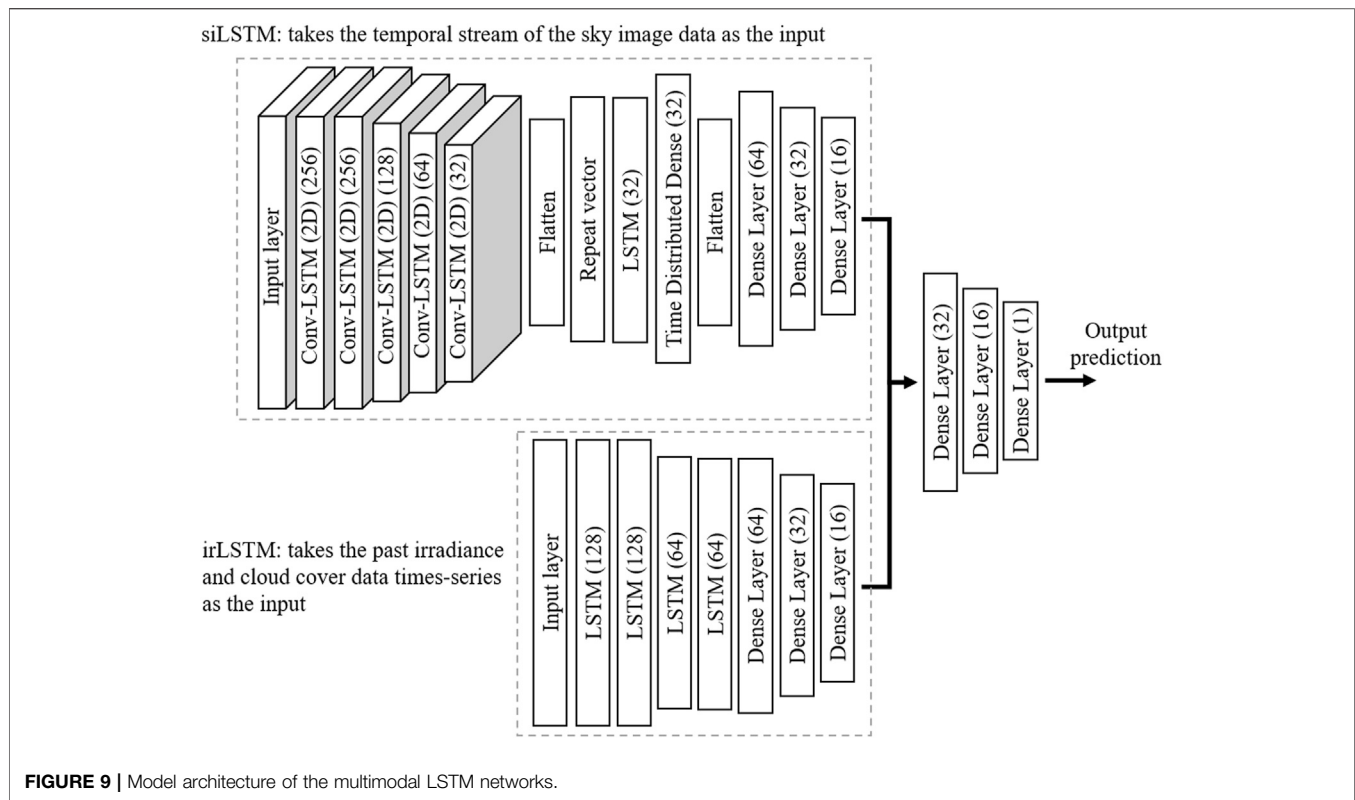 siLSTM: takes the temporal stream of the sky image data as the input
Input layer
Conv-LSTM (2D) (256)
Conv-LSTM (2D) (256)
Conv-LSTM (2D) (128)
Conv-LSTM (2D) (64)
Conv-LSTM (2D) (32)
Flatten
Repeat vector
LSTM (32)
Time Distributed Dense (32)
Flatten
Dense Layer (64)
Dense Layer (32)
Dense Layer (16)
irLSTM: takes the past irradiance
and cloud cover data times-series
as the input
Input layer
LSTM (128)
LSTM (128)
LSTM (64)
LSTM (64)
Dense Layer (64)
Dense Layer (32)
Dense Layer (16)
Dense Layer (32)
Dense Layer (16)
Dense Layer (1)
Output
prediction
FIGURE 9 | Model architecture of the multimodal LSTM networks.